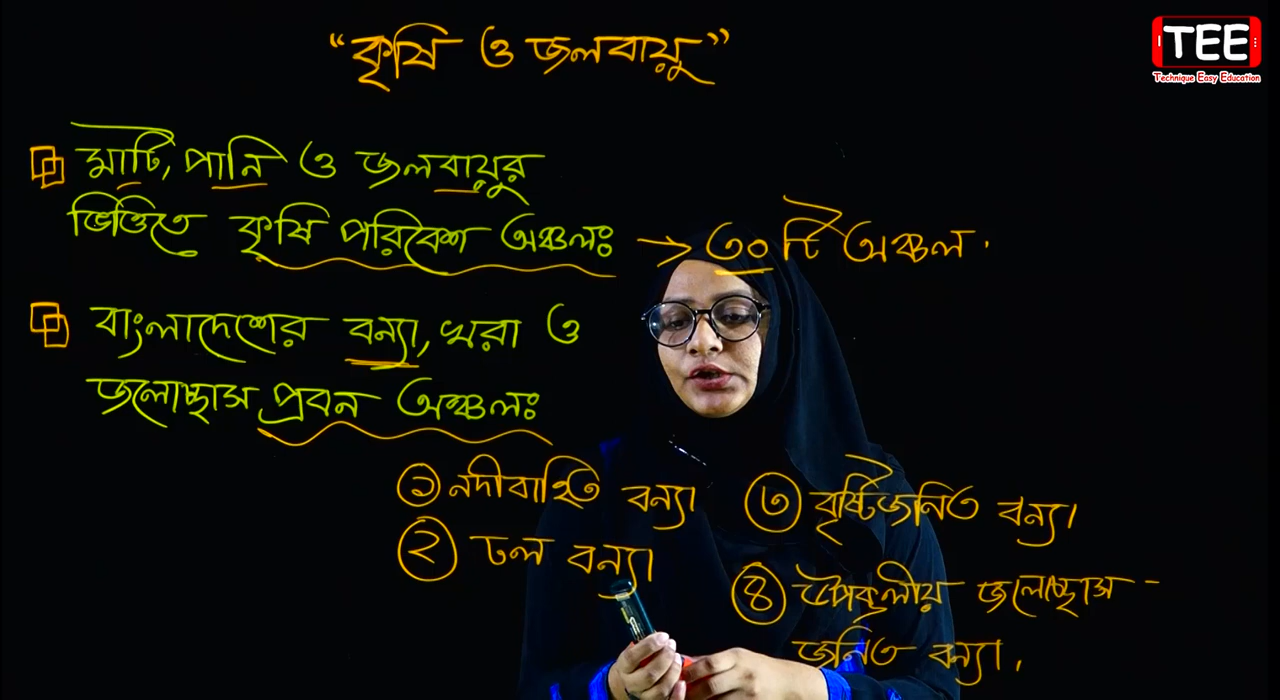 “কৃষি ও জলবায়ু”
TEE
Technique Easy Education
মাটি, পানি ও জলবায়ুর
ভিত্তিতে কৃষি পরিবেশ অঞ্চলঃ → ৩০ টি অঞ্চল .
বাংলাদেশের বন্যা, খরা ও
জলোচ্ছাস প্রবন অঞ্চলঃ
১ নদীবাহিত বন্যা
২ ঢল বন্যা
৩ বৃষ্টিজনিত বন্যা।
৪ উপকূলীয় জলোচ্ছাস -
জনিত বন্যা।